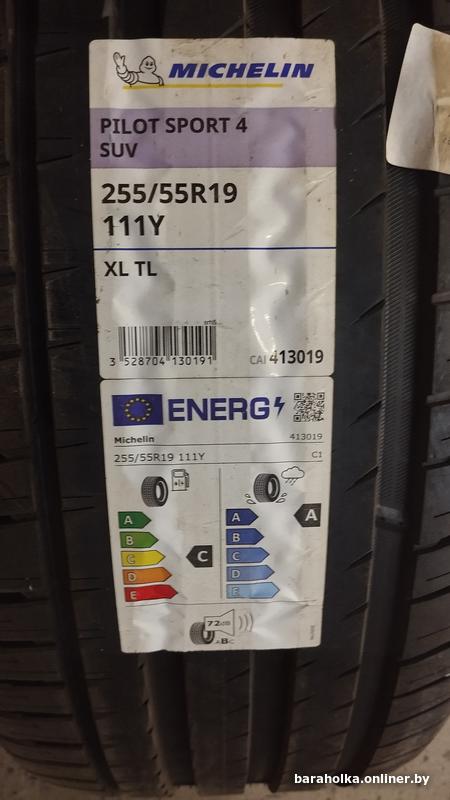 MICHELIN
PILOT SPORT 4
SUV
255/55R19
111Y
XL TL
3 528704 130191
CAI 413019
ENERG
Michelin 413019
255/55R19 111Y C1
A
B
C
D
E
C
A
B
C
D
E
A
72dB
ABC
baraholka.onliner.by